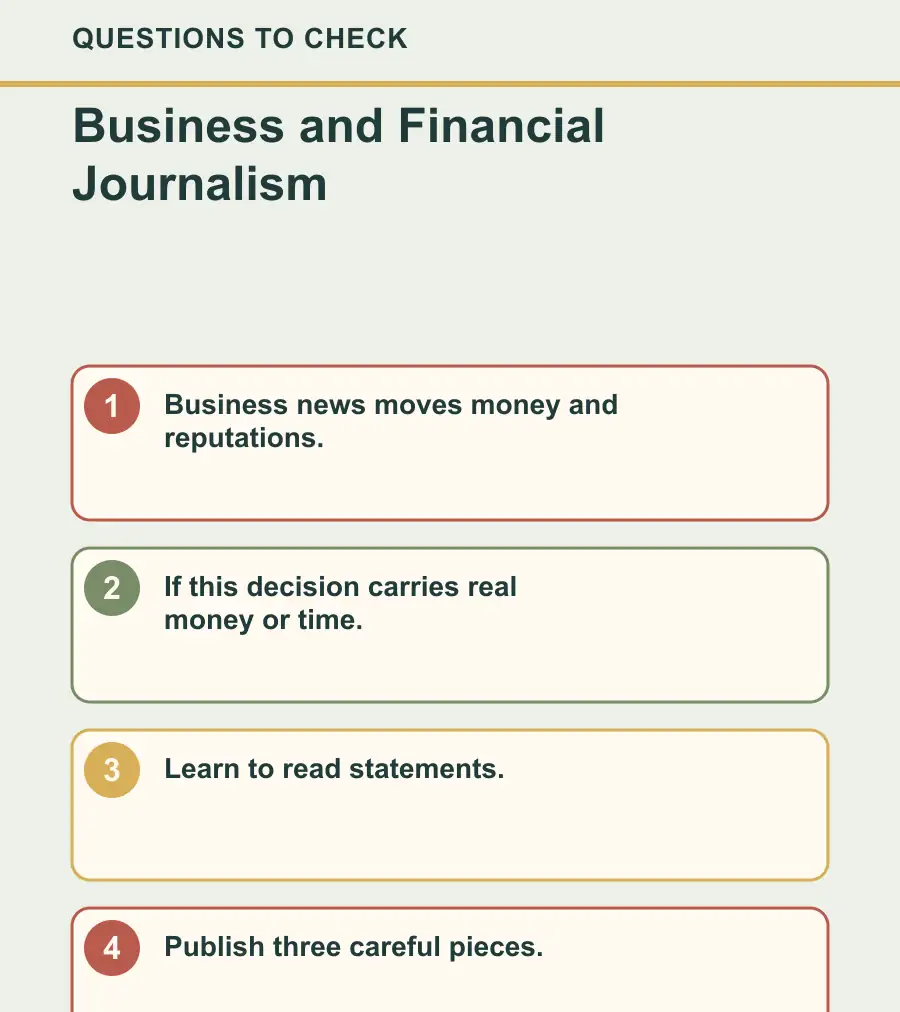 QUESTIONS TO CHECK
Business and Financial
Journalism
1
Business news moves money and
reputations.
2
If this decision carries real
money or time.
3
Learn to read statements.
4
Publish three careful pieces.